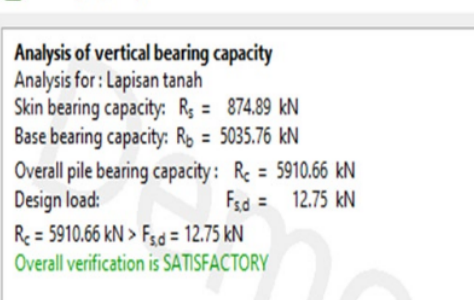 Analysis of vertical bearing capacity
Analysis for : Lapisan tanah
Skin bearing capacity: Rs = 874.89 kN
Base bearing capacity: Rb = 5035.76 kN
Overall pile bearing capacity : Rc = 5910.66 kN
Design load: Fs,d = 12.75 kN
Rc = 5910.66 kN > Fs,d = 12.75 kN
Overall verification is SATISFACTORY
Demo